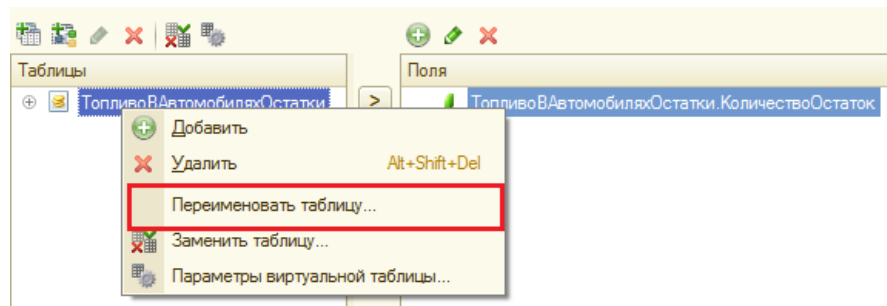 Таблицы
Поля
ТопливоВАвтомобиляхОстатки
>
ТопливоВАвтомобиляхОстатки.КоличествоОстаток
Добавить
Удалить Alt+Shift+Del
Переименовать таблицу...
Заменить таблицу...
Параметры виртуальной таблицы...